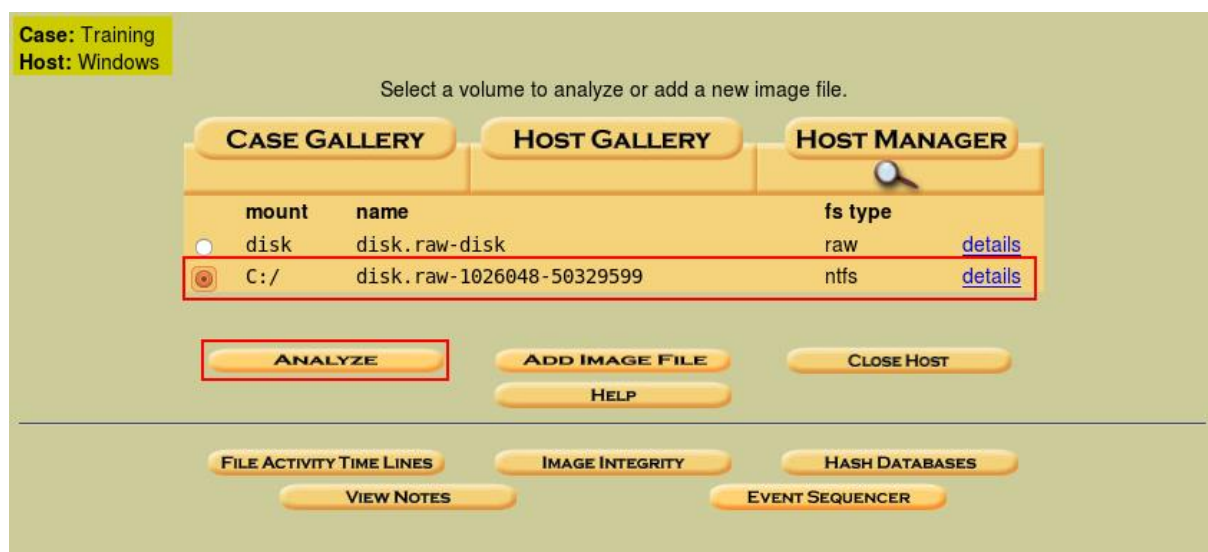 Case: Training
Host: Windows
Select a volume to analyze or add a new image file.
CASE GALLERY HOST GALLERY HOST MANAGER
mount name fs type
disk disk.raw-disk raw details
C:/ disk.raw-1026048-50329599 ntfs details
ANALYZE ADD IMAGE FILE CLOSE HOST
HELP
FILE ACTIVITY TIME LINES IMAGE INTEGRITY HASH DATABASES
VIEW NOTES EVENT SEQUENCER